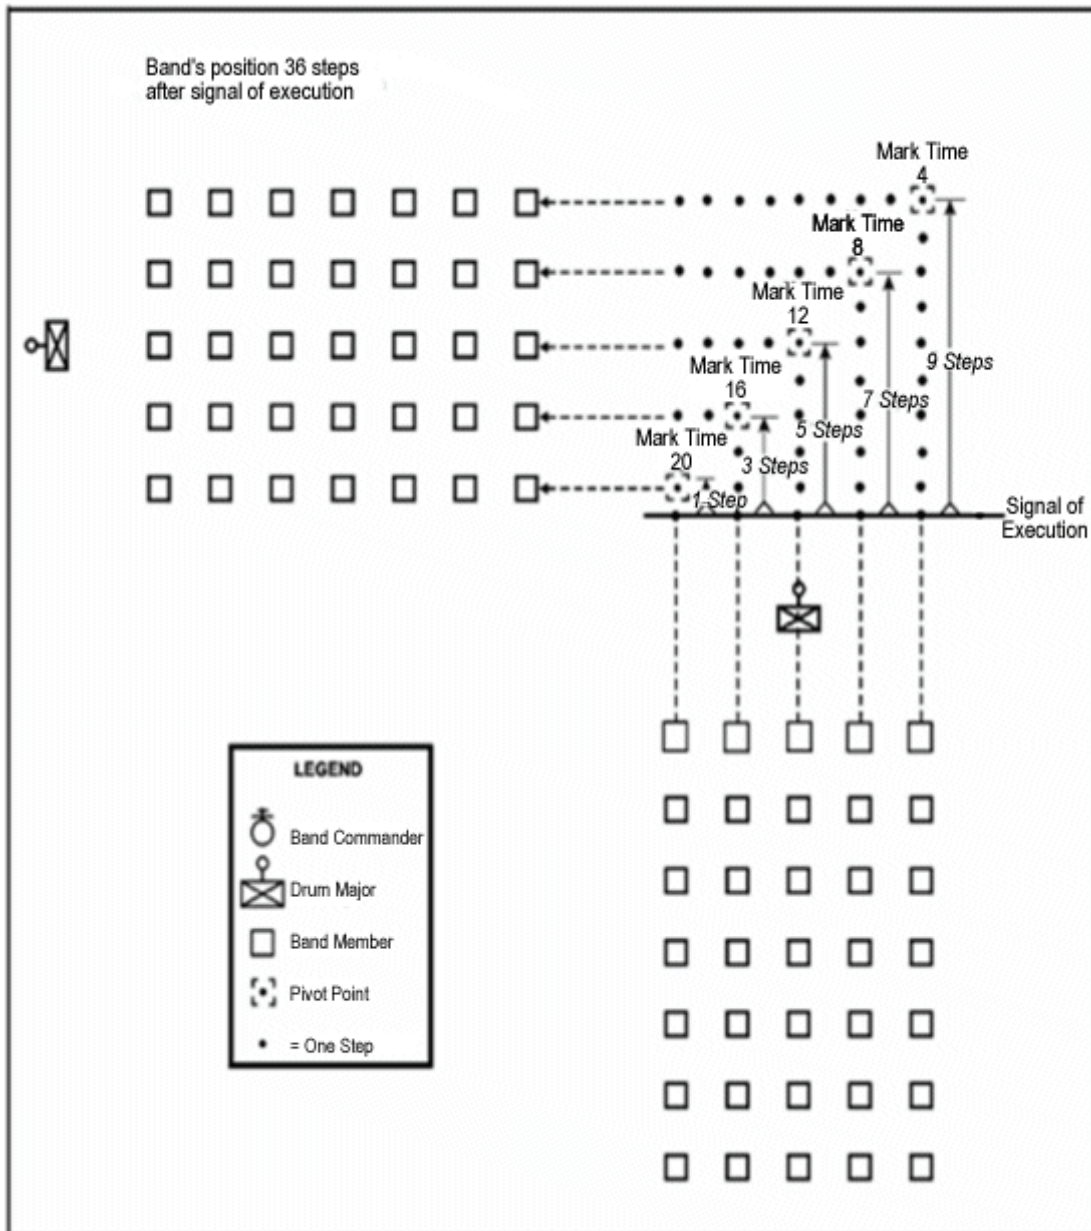 Band's position 36 steps
after signal of execution
Mark Time
4
Mark Time
8
Mark Time
12
Mark Time
16
Mark Time
20
9 Steps
7 Steps
5 Steps
3 Steps
1 Step
Signal of
Execution
LEGEND
Band Commander
Drum Major
Band Member
Pivot Point
= One Step